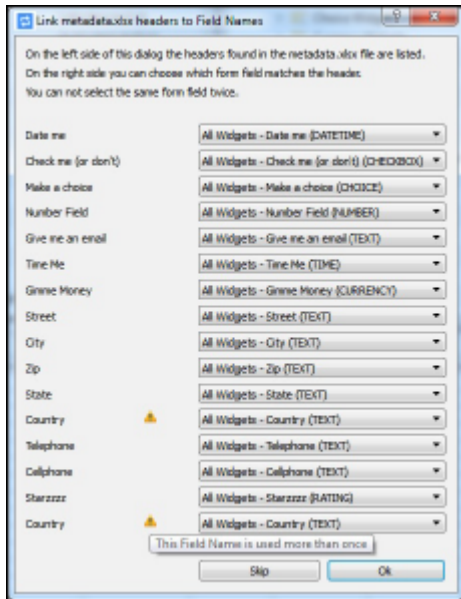 Link metadata.xlsx headers to Field Names
On the left side of this dialog the headers found in the metadata.xlsx file are listed.
On the right side you can choose which form field matches the header.
You can not select the same form field twice.
Date me All Widgets - Date me (DATETIME)
Check me (or don't) All Widgets - Check me (or don't) (CHECKBOX)
Make a choice All Widgets - Make a choice (CHOICE)
Number Field All Widgets - Number Field (NUMBER)
Give me an email All Widgets - Give me an email (TEXT)
Time Me All Widgets - Time Me (TIME)
Gimme Money All Widgets - Gimme Money (CURRENCY)
Street All Widgets - Street (TEXT)
City All Widgets - City (TEXT)
Zip All Widgets - Zip (TEXT)
State All Widgets - State (TEXT)
Country All Widgets - Country (TEXT)
Telephone All Widgets - Telephone (TEXT)
Cellphone All Widgets - Cellphone (TEXT)
Starzzzz All Widgets - Starzzzz (RATING)
Country All Widgets - Country (TEXT)
This Field Name is used more than once
Skip Ok